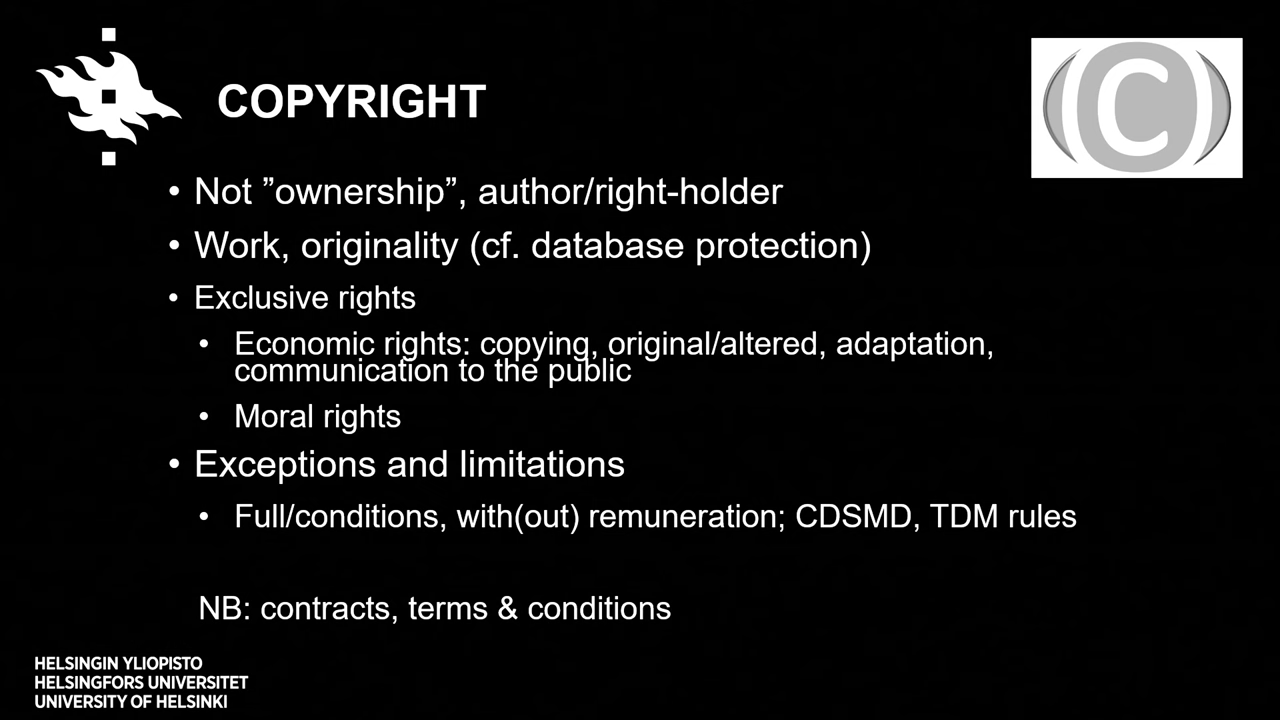 COPYRIGHT
(C)
• Not ”ownership”, author/right-holder
• Work, originality (cf. database protection)
• Exclusive rights
• Economic rights: copying, original/altered, adaptation,
communication to the public
• Moral rights
• Exceptions and limitations
• Full/conditions, with(out) remuneration; CDSMD, TDM rules
NB: contracts, terms & conditions
HELSINGIN YLIOPISTO
HELSINGFORS UNIVERSITET
UNIVERSITY OF HELSINKI